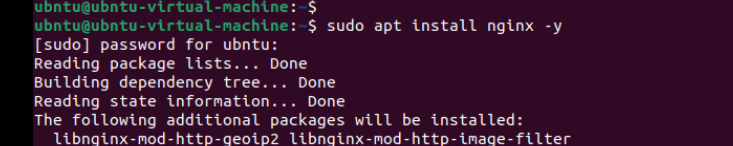 ubntu@ubntu-virtual-machine:~$
ubntu@ubntu-virtual-machine:~$ sudo apt install nginx -y
[sudo] password for ubntu:
Reading package lists... Done
Building dependency tree... Done
Reading state information... Done
The following additional packages will be installed:
  libnginx-mod-http-geoip2 libnginx-mod-http-image-filter